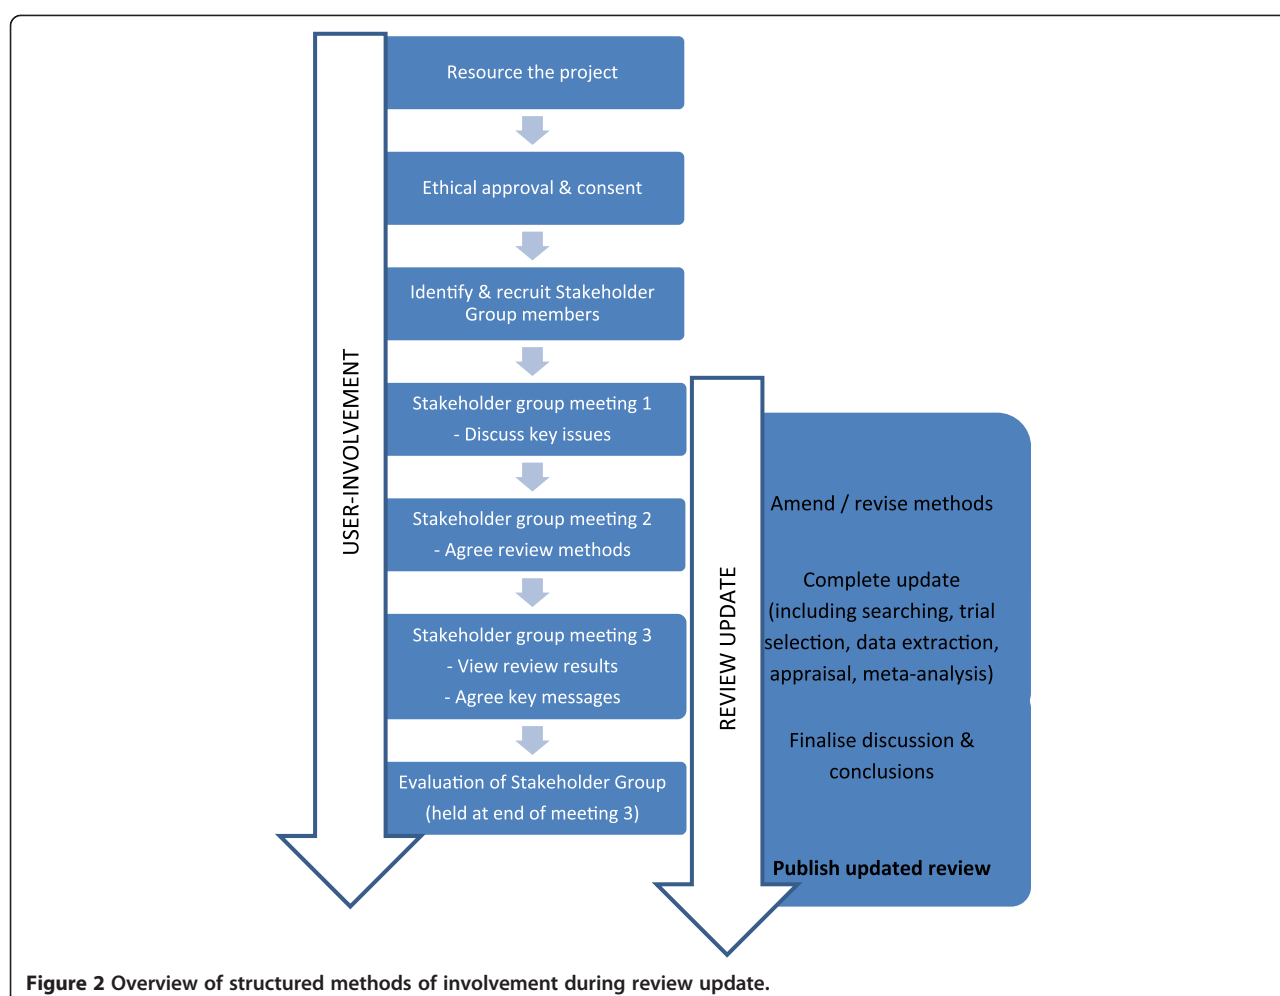 Resource the project
Ethical approval & consent
Identify & recruit Stakeholder
Group members
Stakeholder group meeting 1
- Discuss key issues
Stakeholder group meeting 2
- Agree review methods
Stakeholder group meeting 3
- View review results
- Agree key messages
Evaluation of Stakeholder Group
(held at end of meeting 3)
USER-INVOLVEMENT
REVIEW UPDATE
Amend / revise methods
Complete update
(including searching, trial
selection, data extraction,
appraisal, meta-analysis)
Finalise discussion &
conclusions
Publish updated review
Figure 2 Overview of structured methods of involvement during review update.